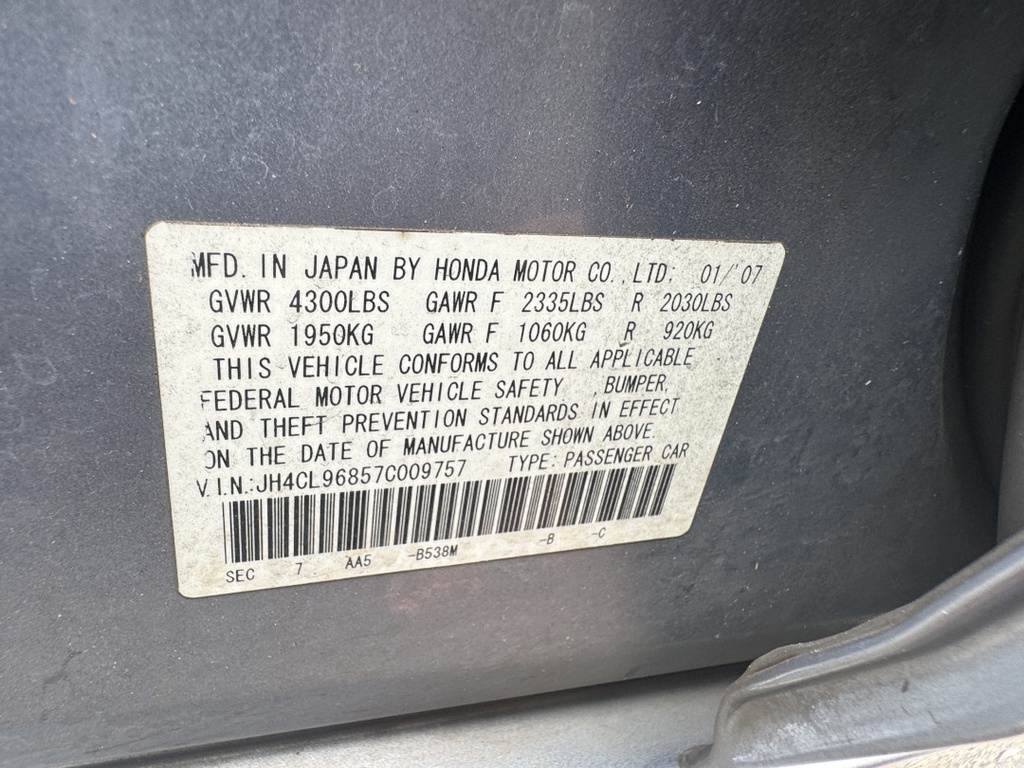 MFD. IN JAPAN BY HONDA MOTOR CO.,LTD: 01/'07
GVWR 4300LBS GAWR F 2335LBS R 2030LBS
GVWR 1950KG GAWR F 1060KG R 920KG
THIS VEHICLE CONFORMS TO ALL APPLICABLE
FEDERAL MOTOR VEHICLE SAFETY ,BUMPER,
AND THEFT PREVENTION STANDARDS IN EFFECT
ON THE DATE OF MANUFACTURE SHOWN ABOVE.
V.I.N.:JH4CL96857C009757 TYPE: PASSENGER CAR
SEC 7 AA5 -B538M -B -C